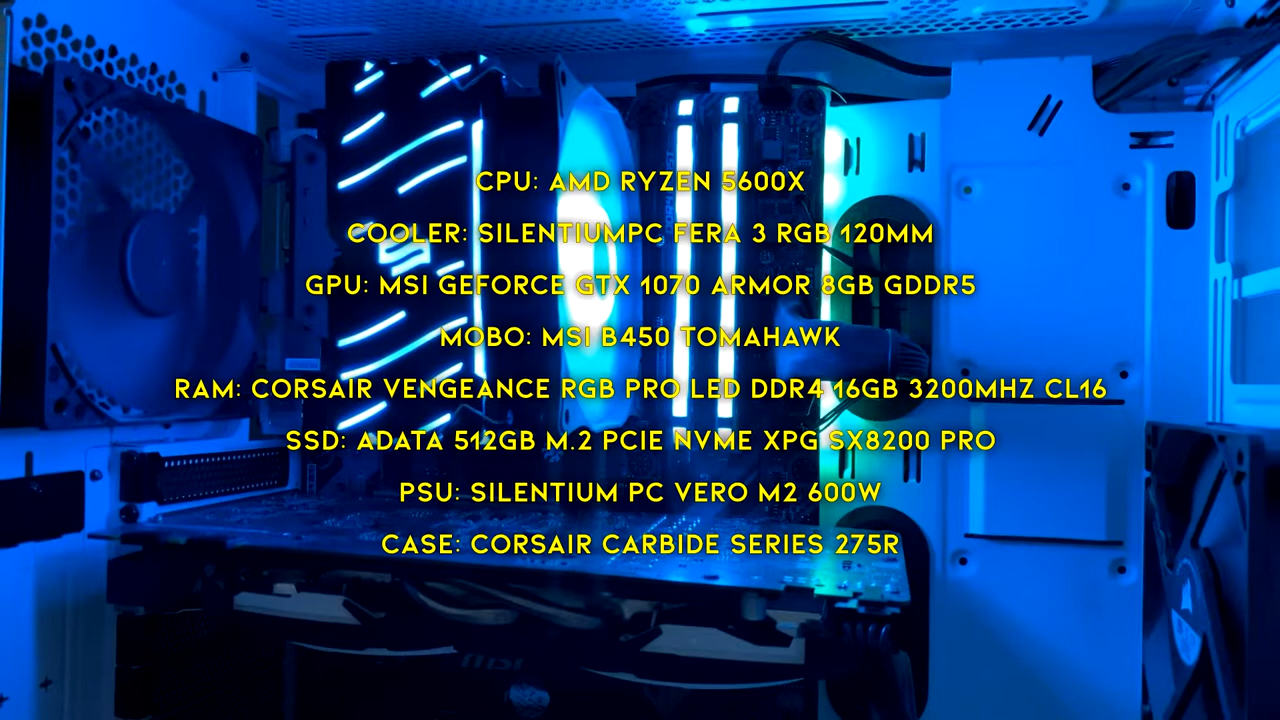 CPU: AMD RYZEN 5600X
COOLER: SILENTIUMPC FERA 3 RGB 120MM
GPU: MSI GEFORCE GTX 1070 ARMOR 8GB GDDR5
MOBO: MSI B450 TOMAHAWK
RAM: CORSAIR VENGEANCE RGB PRO LED DDR4 16GB 3200MHZ CL16
SSD: ADATA 512GB M.2 PCIE NVME XPG SX8200 PRO
PSU: SILENTIUM PC VERO M2 600W
CASE: CORSAIR CARBIDE SERIES 275R
msi